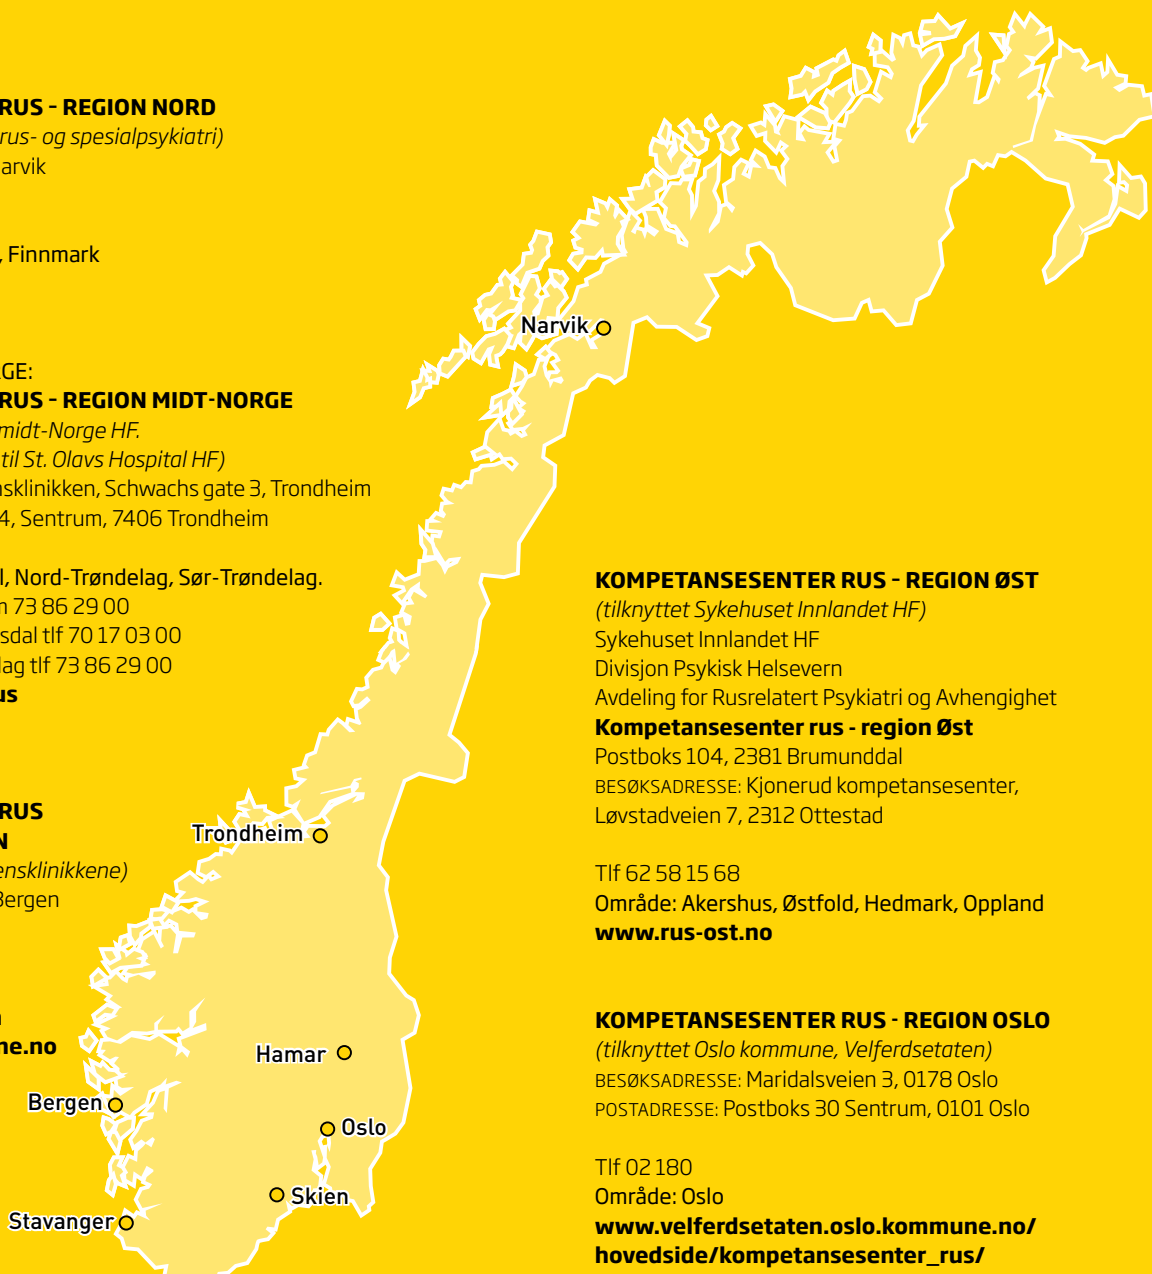 RUS - REGION NORD
rus- og spesialpsykiatri)
arvik
, Finnmark
GE:
RUS - REGION MIDT-NORGE
midt-Norge HF.
til St. Olavs Hospital HF)
sklinikken, Schwachs gate 3, Trondheim
4, Sentrum, 7406 Trondheim
l, Nord-Trøndelag, Sør-Trøndelag.
73 86 29 00
sdal tlf 70 17 03 00
lag tlf 73 86 29 00
us
RUS
N
ensklinikkene)
Bergen
ne.no
Narvik
Trondheim
Hamar
Bergen
Oslo
Skien
Stavanger
KOMPETANSESENTER RUS - REGION ØST
(tilknyttet Sykehuset Innlandet HF)
Sykehuset Innlandet HF
Divisjon Psykisk Helsevern
Avdeling for Rusrelatert Psykiatri og Avhengighet
Kompetansesenter rus - region Øst
Postboks 104, 2381 Brumunddal
BESØKSADRESSE: Kjonerud kompetansesenter,
Løvstadveien 7, 2312 Ottestad
Tlf 62 58 15 68
Område: Akershus, Østfold, Hedmark, Oppland
www.rus-ost.no
KOMPETANSESENTER RUS - REGION OSLO
(tilknyttet Oslo kommune, Velferdsetaten)
BESØKSADRESSE: Maridalsveien 3, 0178 Oslo
POSTADRESSE: Postboks 30 Sentrum, 0101 Oslo
Tlf 02 180
Område: Oslo
www.velferdsetaten.oslo.kommune.no/
hovedside/kompetansesenter_rus/